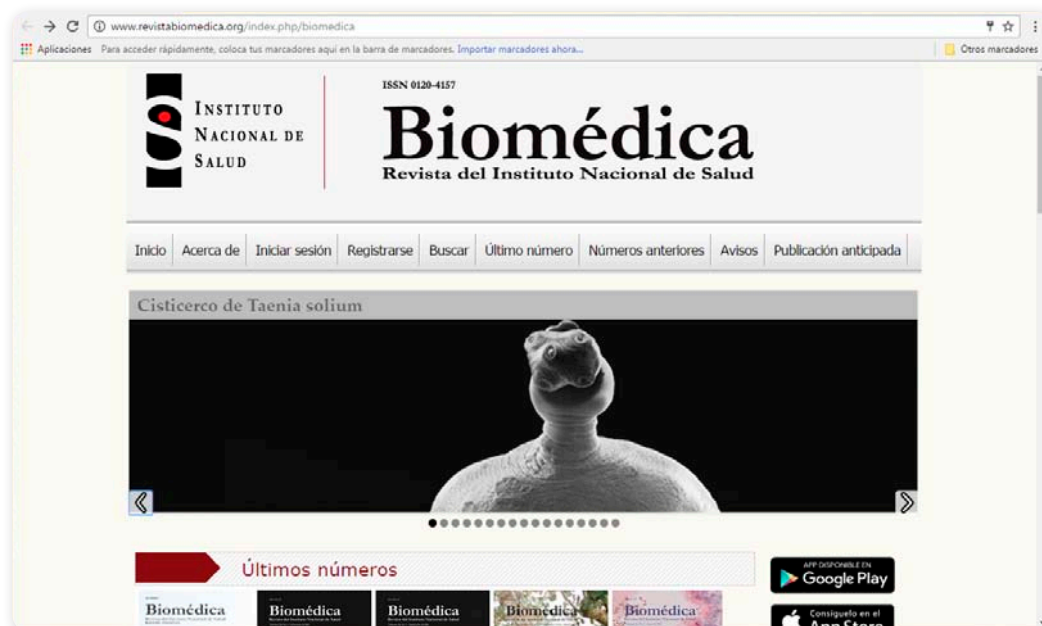 www.revistabiomedica.org/index.php/biomedica
Aplicaciones Para acceder rápidamente, coloca tus marcadores aquí en la barra de marcadores. Importar marcadores ahora... Otros marcadores
INSTITUTO
NACIONAL DE
SALUD
ISSN 0120-4157
Biomédica
Revista del Instituto Nacional de Salud
Inicio Acerca de Iniciar sesión Registrarse Buscar Último número Números anteriores Avisos Publicación anticipada
Cisticerco de Taenia solium
Últimos números
APP DISPONIBLE EN
Google Play
Consíguelo en el
App Store
Biomédica Biomédica Biomédica Biomédica Biomédica